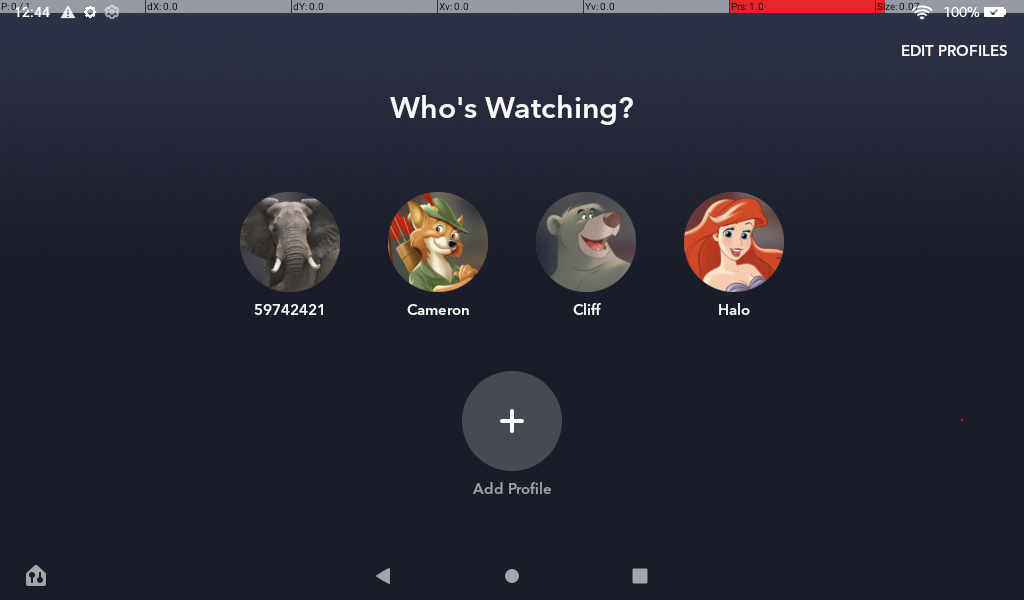 P:0 / 1 dX:0.0 dY:0.0 Xv:0.0 Yv:0.0 Prs:1.0 Size:0.07
12:44 100%
EDIT PROFILES
Who's Watching?
59742421 Cameron Cliff Halo
Add Profile